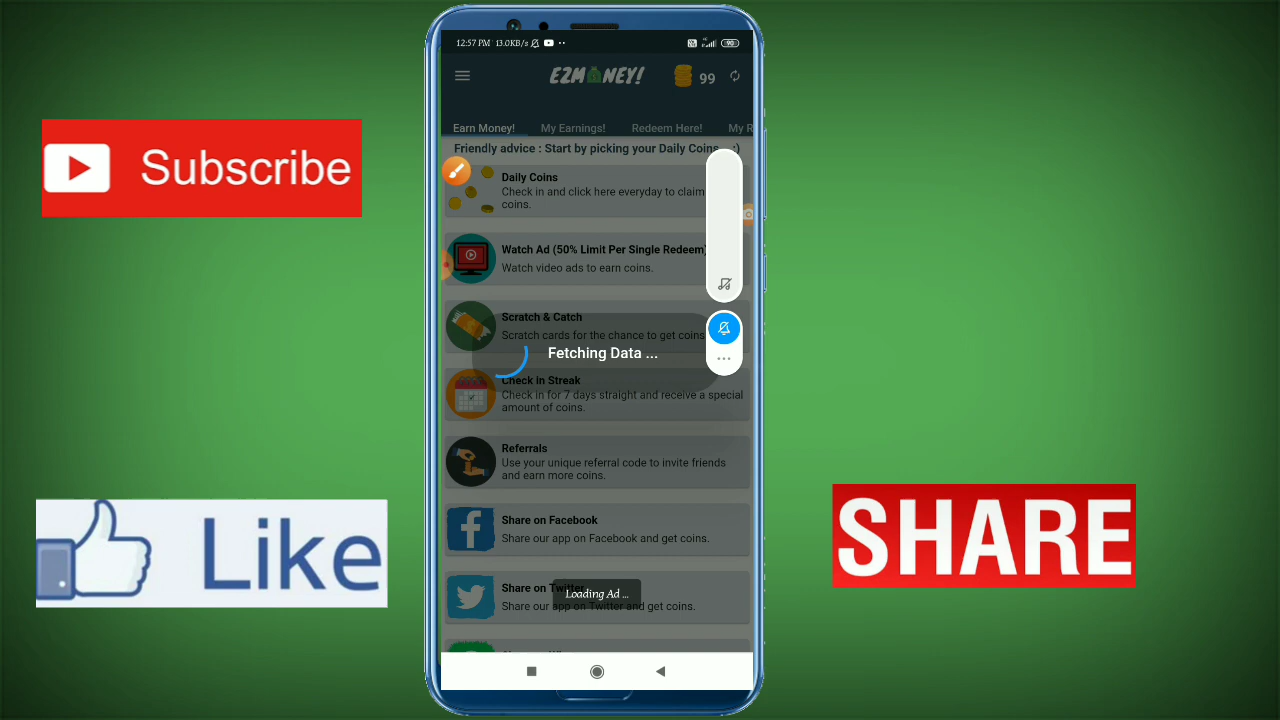 Subscribe
Like
SHARE
12:57 PM 13.0KB/s
90
EZMONEY!
99
Earn Money!
My Earnings!
Redeem Here!
My R
Friendly advice : Start by picking your Daily Coins :)
Daily Coins
Check in and click here everyday to claim
coins.
Watch Ad (50% Limit Per Single Redeem)
Watch video ads to earn coins.
Scratch & Catch
Scratch cards for the chance to get coins
Fetching Data ...
Check in Streak
Check in for 7 days straight and receive a special
amount of coins.
Referrals
Use your unique referral code to invite friends
and earn more coins.
Share on Facebook
Share our app on Facebook and get coins.
Share on Twitter
Loading Ad ...
Share our app on Twitter and get coins.